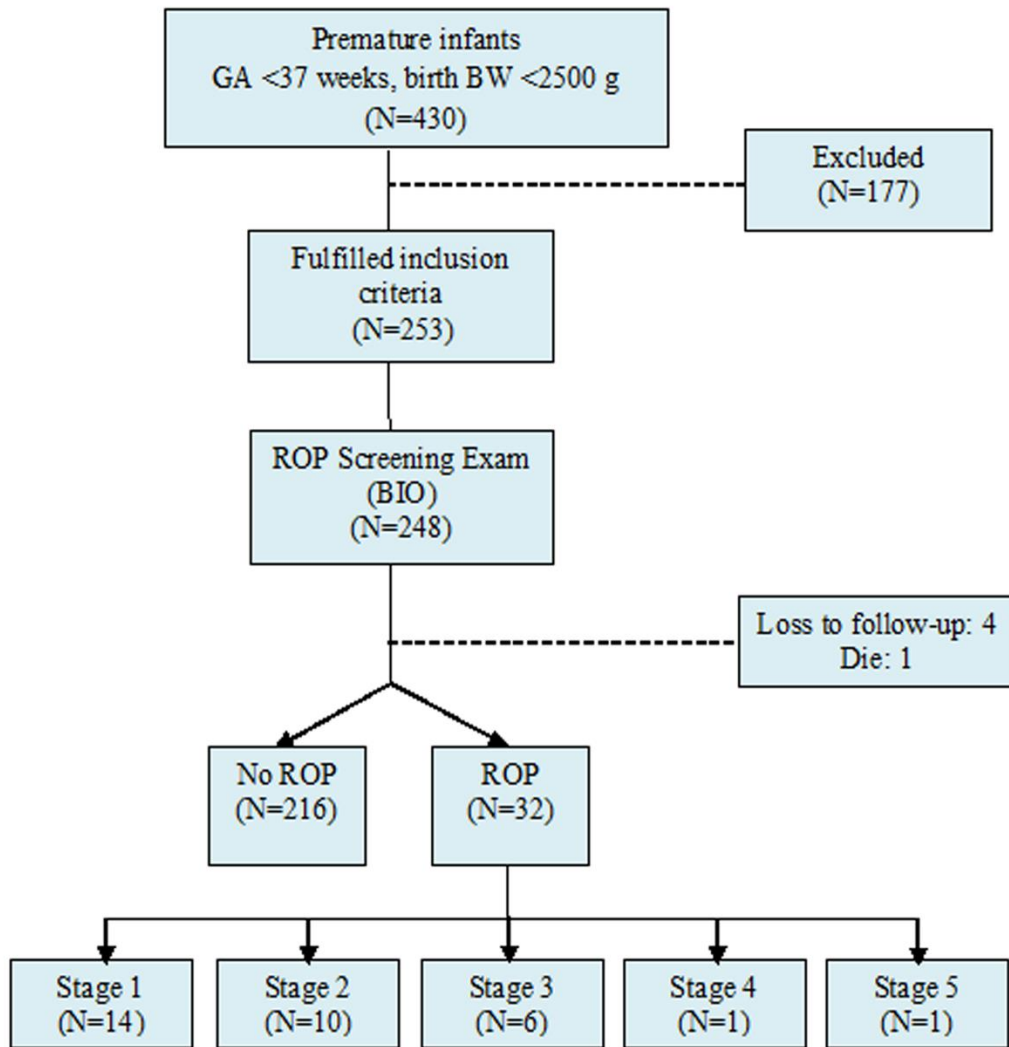 Premature infants
GA <37 weeks, birth BW <2500 g
(N=430)
Excluded
(N=177)
Fulfilled inclusion
criteria
(N=253)
ROP Screening Exam
(BIO)
(N=248)
Loss to follow-up: 4
Die: 1
No ROP
(N=216)
ROP
(N=32)
Stage 1
(N=14)
Stage 2
(N=10)
Stage 3
(N=6)
Stage 4
(N=1)
Stage 5
(N=1)